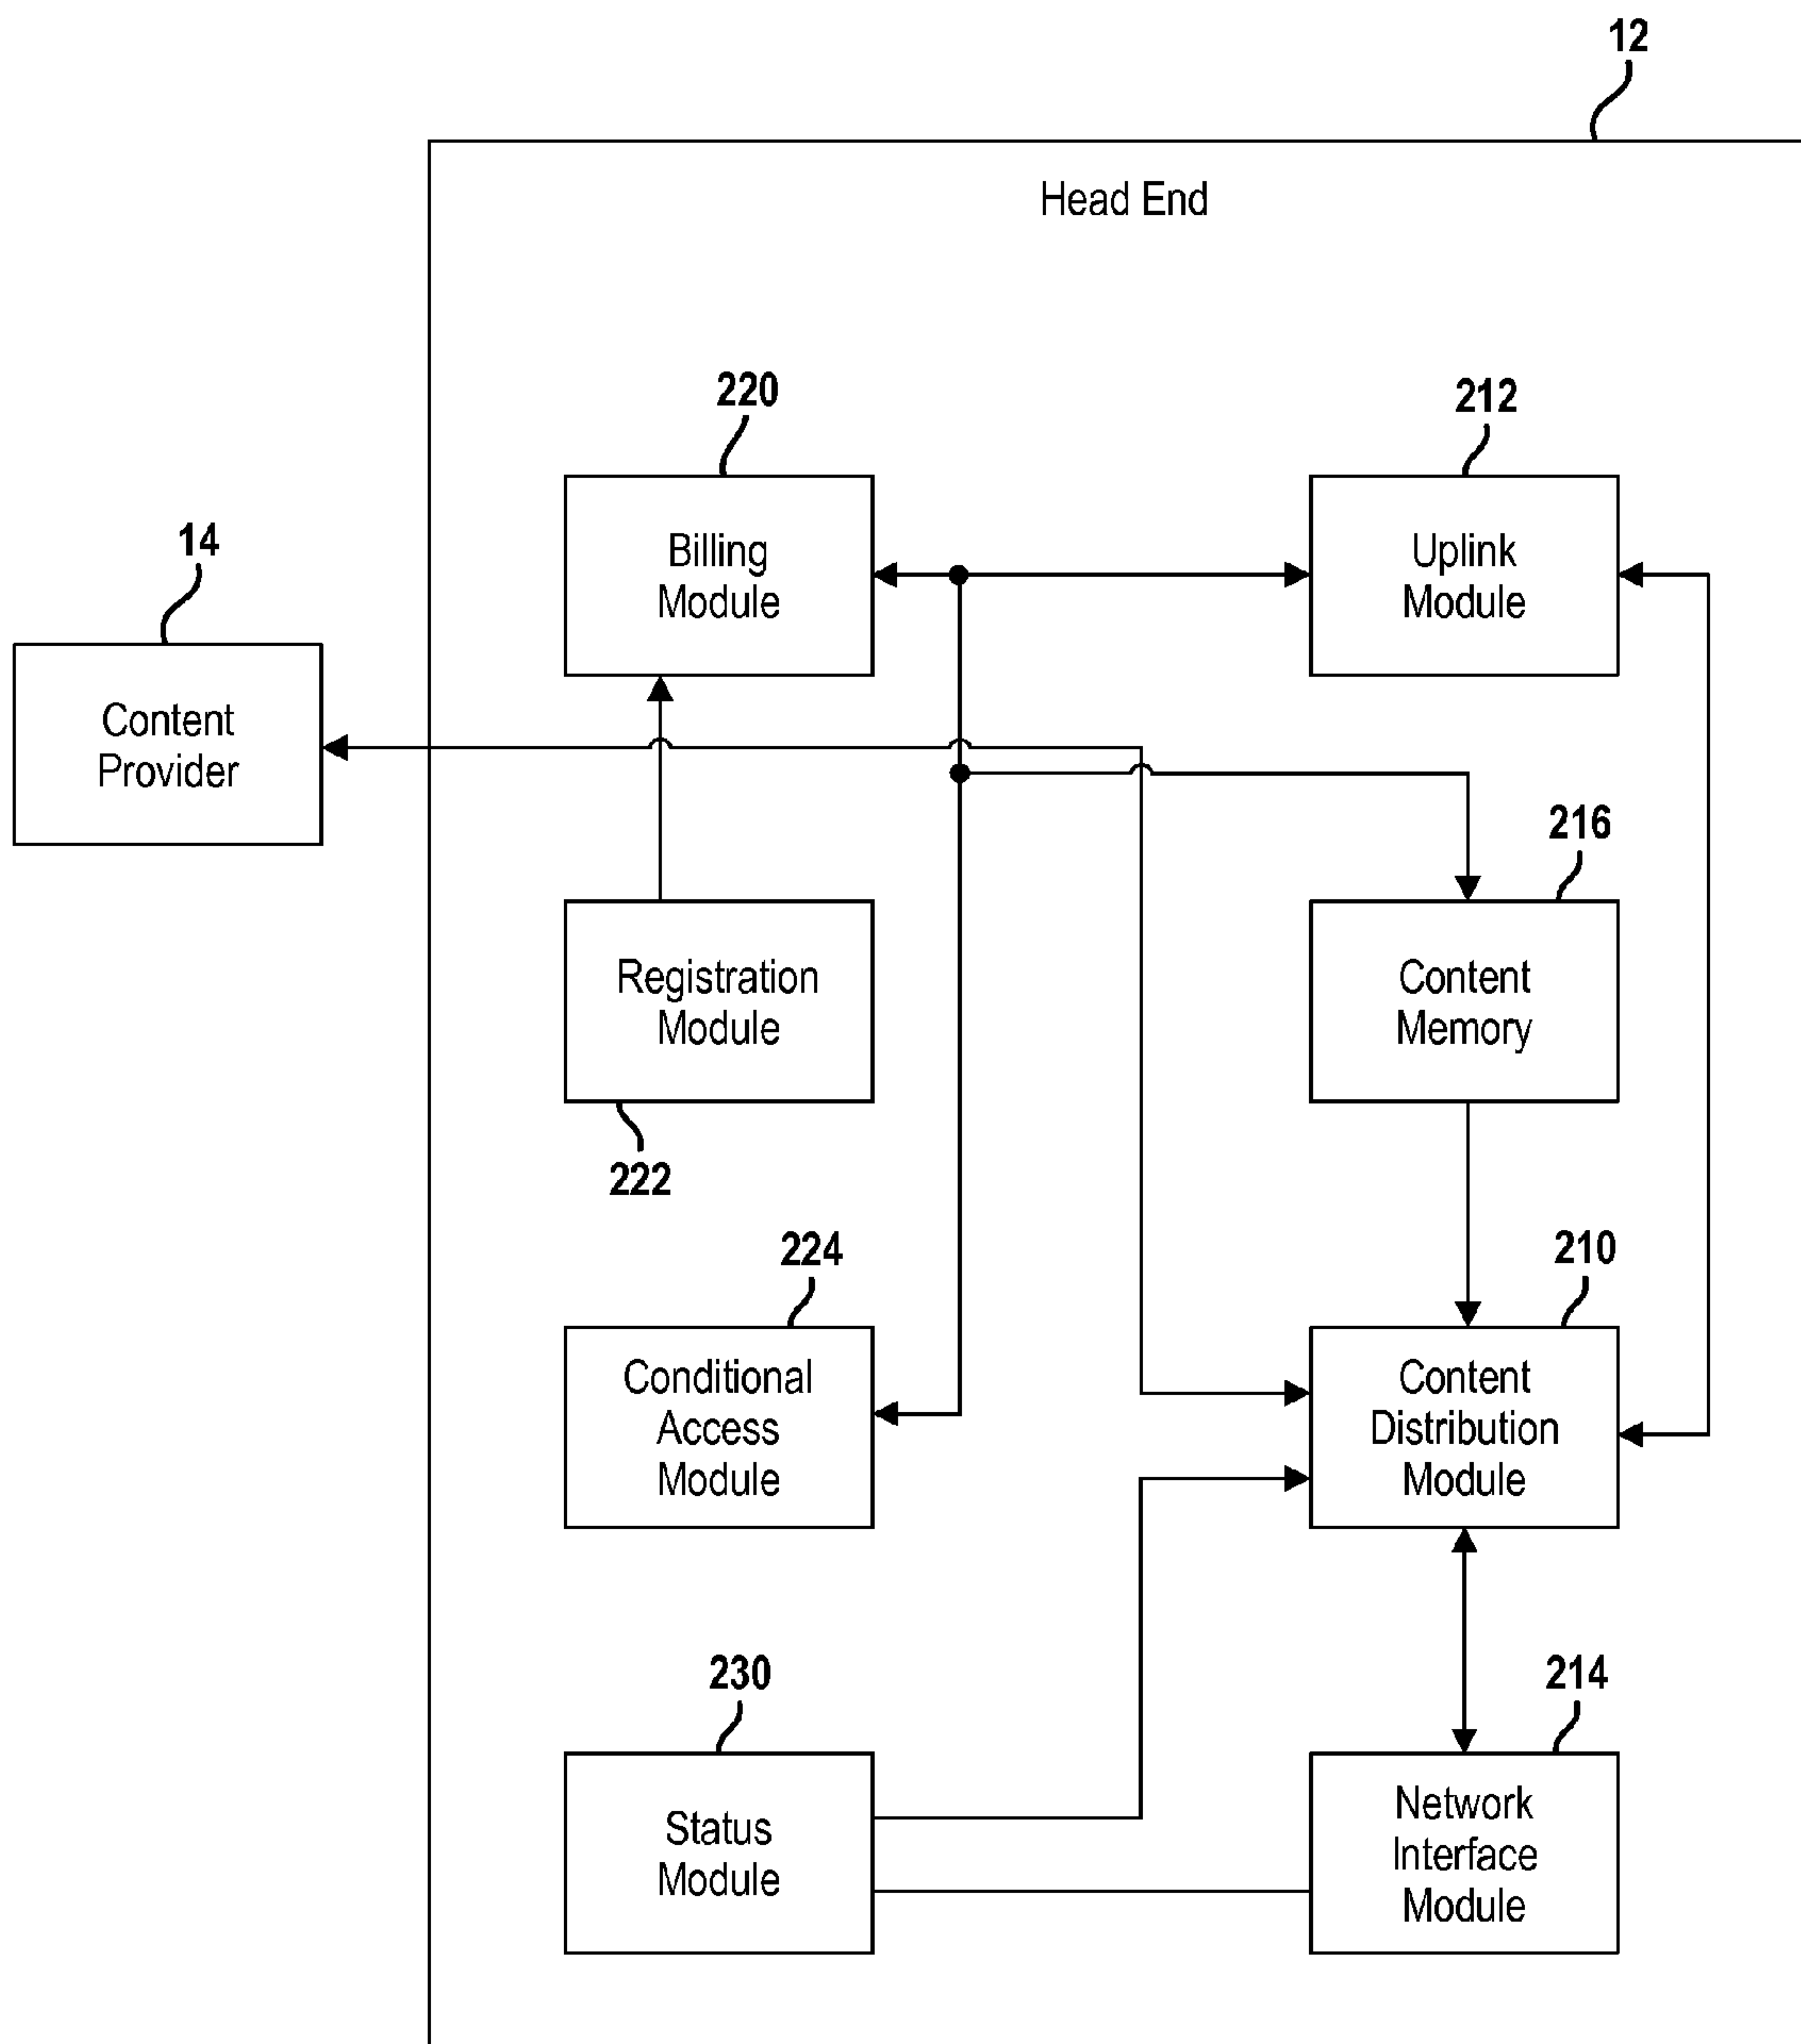 12
Head End
220
212
Billing
Module
Uplink
Module
14
Content
Provider
216
Registration
Module
222
Content
Memory
224
210
Conditional
Access
Module
Content
Distribution
Module
230
214
Status
Module
Network
Interface
Module